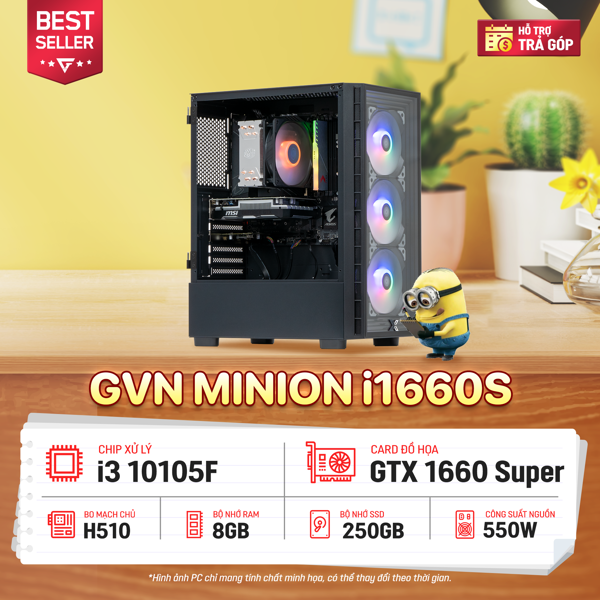 BEST
SELLER
HỖ TRỢ
TRẢ GÓP
msi
GVN MINION i1660S
CHIP XỬ LÝ
i3 10105F
CARD ĐỒ HỌA
GTX 1660 Super
BO MẠCH CHỦ
H510
BỘ NHỚ RAM
8GB
BỘ NHỚ SSD
250GB
CÔNG SUẤT NGUỒN
550W
*Hình ảnh PC chỉ mang tính chất minh họa, có thể thay đổi theo thời gian.